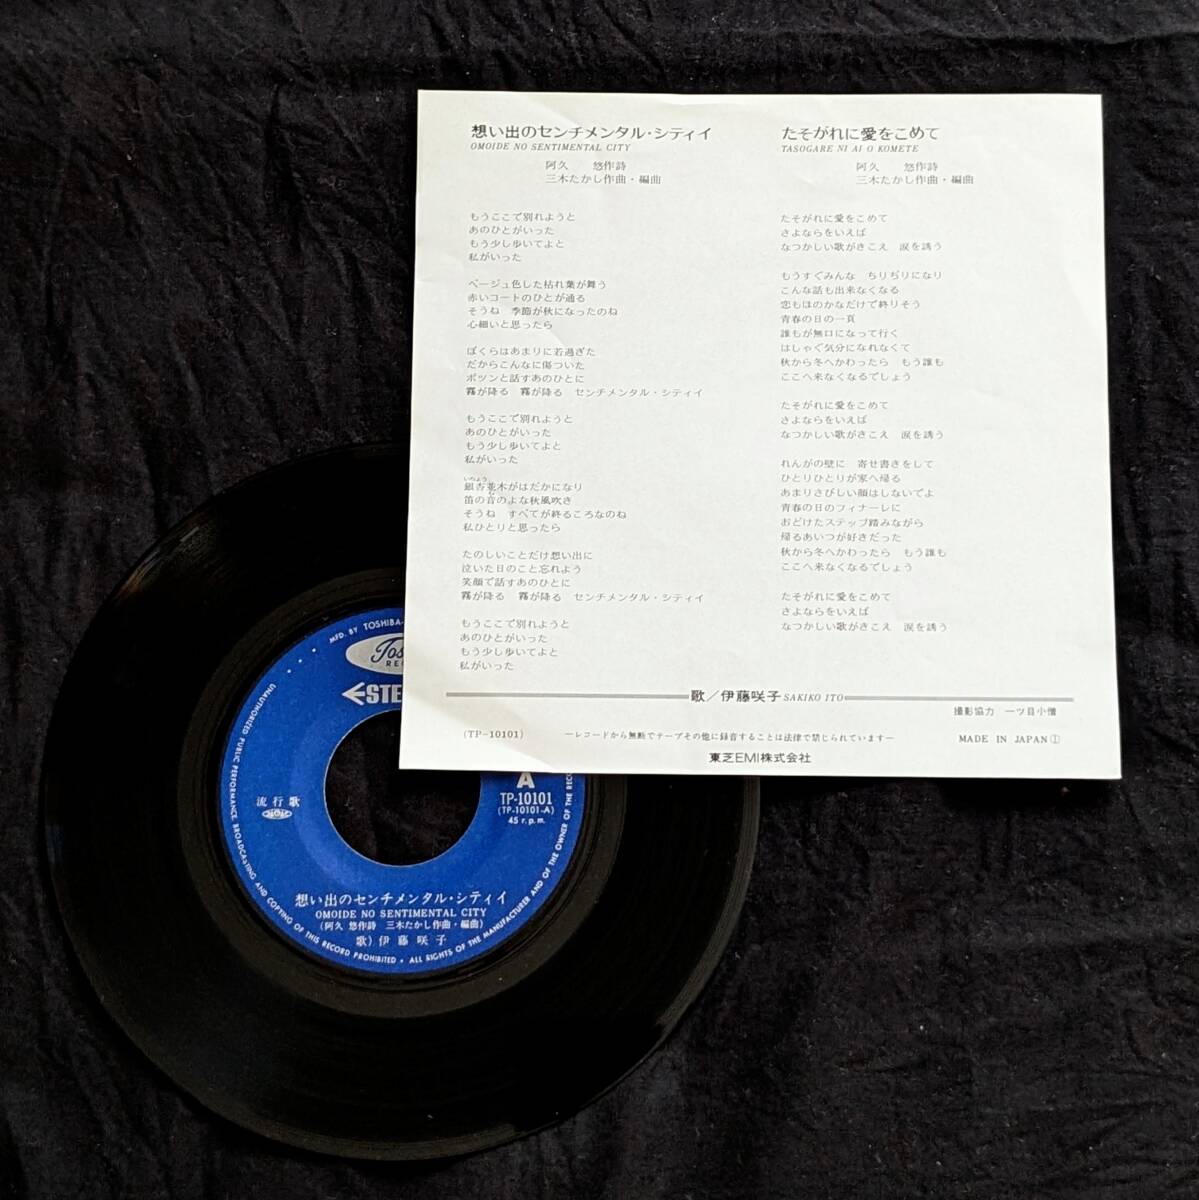 想い出のセンチメンタル・シティイ
OMOIDE NO SENTIMENTAL CITY
阿久 悠作詩
三木たかし作曲・編曲
もうここで別れようと
あのひとがいった
もう少し歩いてよと
私がいった
ベージュ色した枯れ葉が舞う
赤いコートのひとが通る
そうね 季節が秋になったのね
心細いと思ったら
ぼくらはあまりに若過ぎた
だからこんなに傷ついた
ポツンと話すあのひとに
霧が降る 霧が降る センチメンタル・シティイ
もうここで別れようと
あのひとがいった
もう少し歩いてよと
私がいった
いちょう
銀杏並木がはだかになり
笛の音のよな秋風吹き
そうね すべてが終るころなのね
私ひとりと思ったら
たのしいことだけ想い出に
泣いた日のこと忘れよう
笑顔で話すあのひとに
霧が降る 霧が降る センチメンタル・シティイ
もうここで別れようと
あのひとがいった
もう少し歩いてよと
私がいった
たそがれに愛をこめて
TASOGARE NI AI O KOMETE
阿久 悠作詩
三木たかし作曲・編曲
たそがれに愛をこめて
さよならをいえば
なつかしい歌がきこえ 涙を誘う
もうすぐみんな ちりぢりになり
こんな話も出来なくなる
恋もほのかなだけで終りそう
青春の日の一頁
誰もが無口になって行く
はしゃぐ気分になれなくて
秋から冬へかわったら もう誰も
ここへ来なくなるでしょう
たそがれに愛をこめて
さよならをいえば
なつかしい歌がきこえ 涙を誘う
れんがの壁に 寄せ書きをして
ひとりひとりが家へ帰る
あまりさびしい顔はしないでよ
青春の日のフィナーレに
おどけたステップ踏みながら
帰るあいつが好きだった
秋から冬へかわったら もう誰も
ここへ来なくなるでしょう
たそがれに愛をこめて
さよならをいえば
なつかしい歌がきこえ 涙を誘う
歌／伊藤咲子 SAKIKO ITO
撮影協力 一ツ目小僧
(TP-10101)
―レコードから無断でテープその他に録音することは法律で禁じられています―
MADE IN JAPAN Ⓘ
東芝EMI株式会社
MFD. BY TOSHIBA-
STE
A
TP-10101
(TP-10101-A)
45 r.p.m.
流行歌
想い出のセンチメンタル・シティイ
OMOIDE NO SENTIMENTAL CITY
(阿久 悠作詩 三木たかし作曲・編曲)
歌) 伊藤咲子
UNAUTHORIZED PUBLIC PERFORMANCE, BROADCASTING AND COPYING OF THIS RECORD PROHIBITED • ALL RIGHTS OF THE MANUFACTURER AND OF THE OWNER OF THE